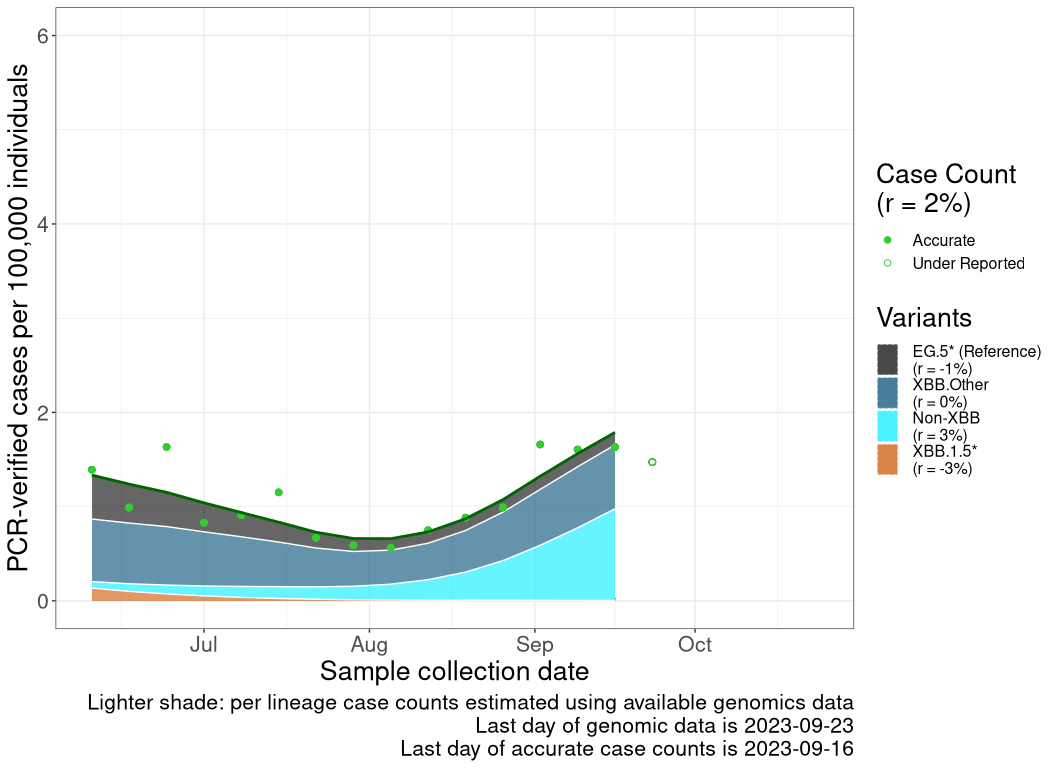 PCR-verified cases per 100,000 individuals
6
4
2
0
Jul
Aug
Sep
Oct
Sample collection date
Lighter shade: per lineage case counts estimated using available genomics data
Last day of genomic data is 2023-09-23
Last day of accurate case counts is 2023-09-16
Case Count
(r = 2%)
Accurate
Under Reported
Variants
EG.5* (Reference)
(r = -1%)
XBB.Other
(r = 0%)
Non-XBB
(r = 3%)
XBB.1.5*
(r = -3%)